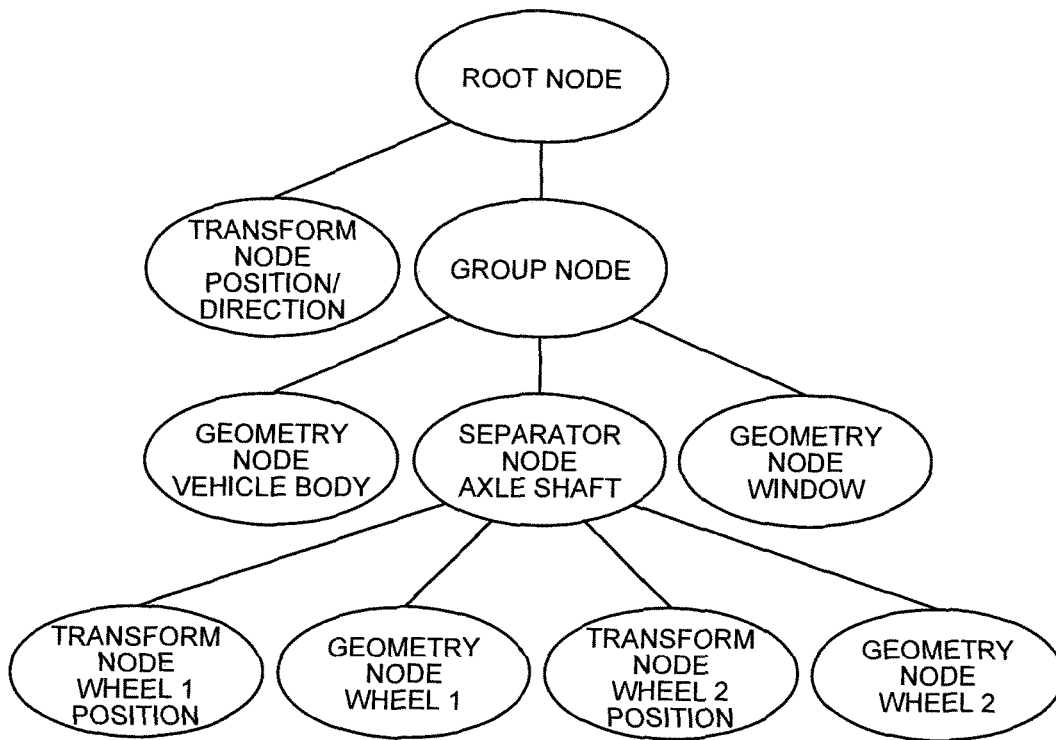 ROOT NODE
TRANSFORM
NODE
POSITION/
DIRECTION
GROUP NODE
GEOMETRY
NODE
VEHICLE BODY
SEPARATOR
NODE
AXLE SHAFT
GEOMETRY
NODE
WINDOW
TRANSFORM
NODE
WHEEL 1
POSITION
GEOMETRY
NODE
WHEEL 1
TRANSFORM
NODE
WHEEL 2
POSITION
GEOMETRY
NODE
WHEEL 2